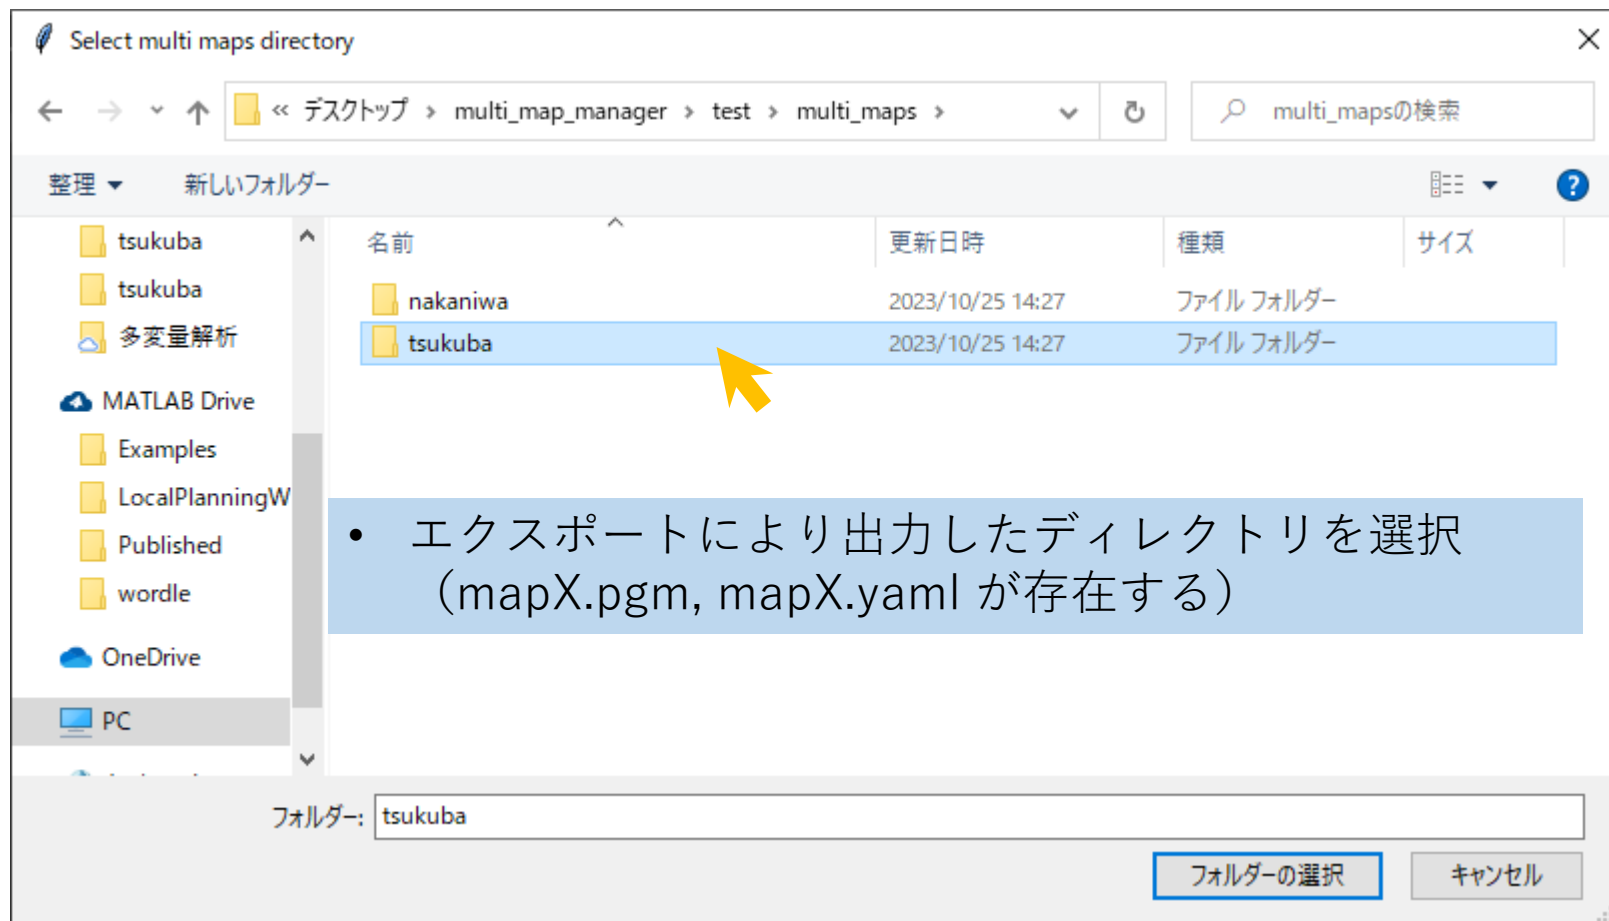 Select multi maps directory
« デスクトップ › multi_map_manager › test › multi_maps ›
multi_mapsの検索
整理
新しいフォルダー
tsukuba
tsukuba
多変量解析
MATLAB Drive
Examples
LocalPlanningW
Published
wordle
OneDrive
PC
名前 更新日時 種類 サイズ
nakaniwa 2023/10/25 14:27 ファイル フォルダー
tsukuba 2023/10/25 14:27 ファイル フォルダー
• エクスポートにより出力したディレクトリを選択
（mapX.pgm, mapX.yaml が存在する）
フォルダー: tsukuba
フォルダーの選択 キャンセル